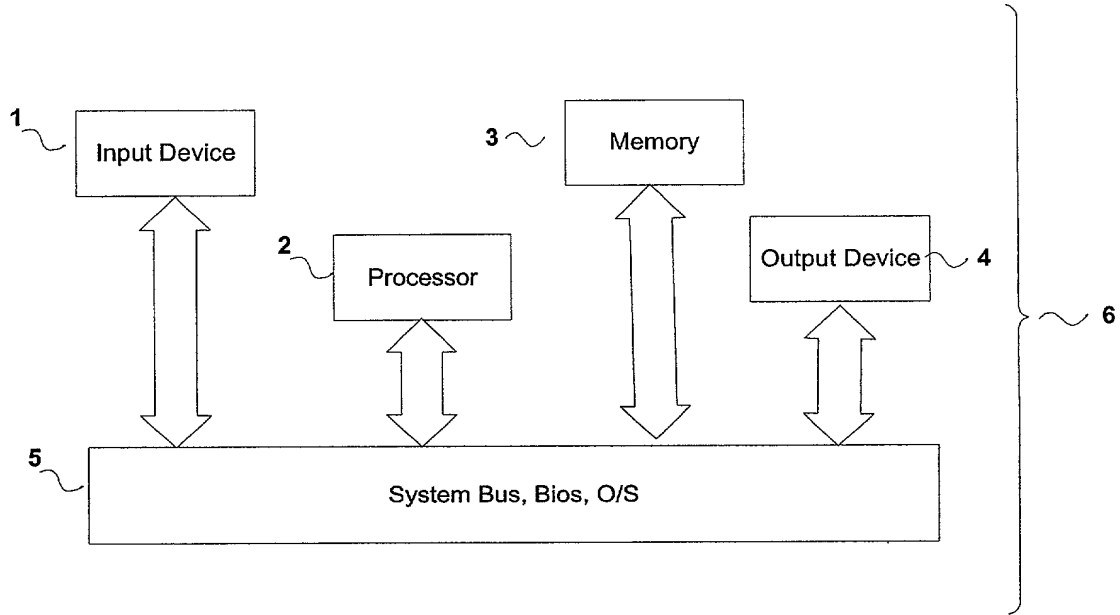 1
Input Device
3
Memory
2
Processor
Output Device
4
6
5
System Bus, Bios, O/S